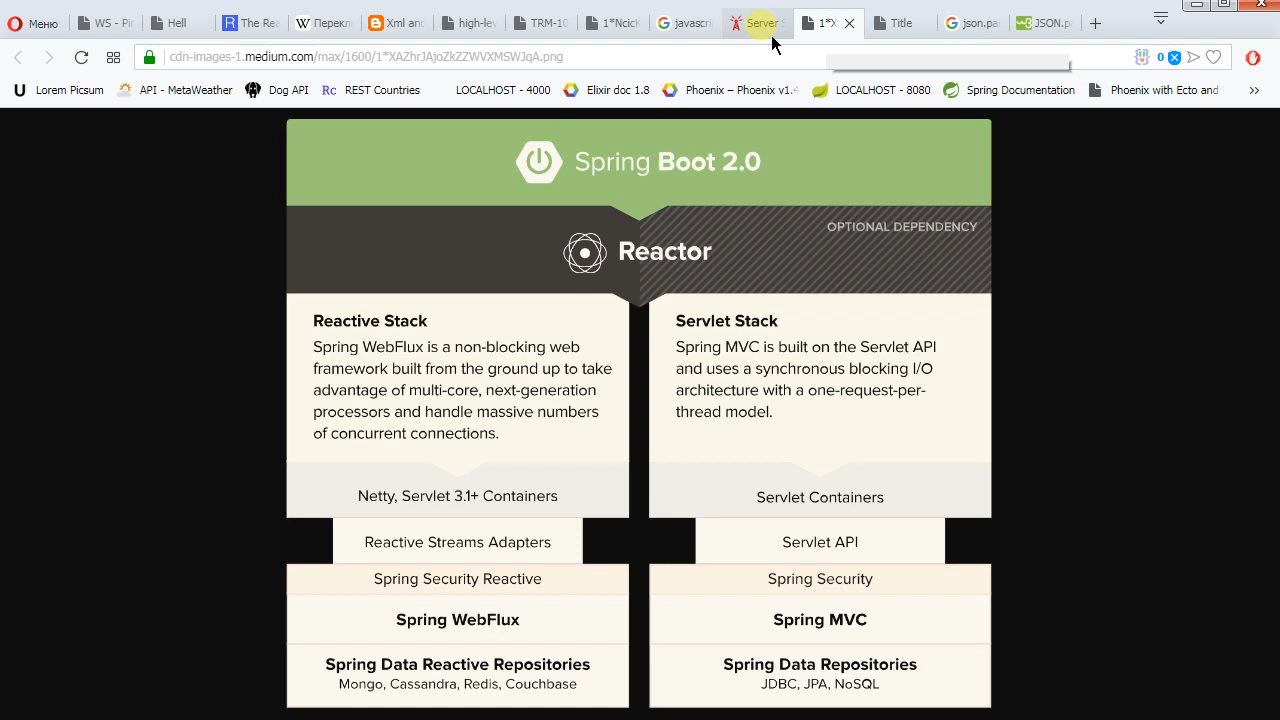 Меню
WS - Pi
Hell
The Rea
Перекл
Xml and
high-lev
TRM-10
1*NcicK
javascri
Server
1*X
Title
json.pa
JSON.pa
cdn-images-1.medium.com/max/1600/1*XAZhrJAjoZkZZWVXMSWJqA.png
0
Lorem Picsum
API - MetaWeather
Dog API
Rc REST Countries
LOCALHOST - 4000
Elixir doc 1.8
Phoenix – Phoenix v1.4
LOCALHOST - 8080
Spring Documentation
Phoenix with Ecto and
Spring Boot 2.0
OPTIONAL DEPENDENCY
Reactor
Reactive Stack
Spring WebFlux is a non-blocking web
framework built from the ground up to take
advantage of multi-core, next-generation
processors and handle massive numbers
of concurrent connections.
Netty, Servlet 3.1+ Containers
Reactive Streams Adapters
Spring Security Reactive
Spring WebFlux
Spring Data Reactive Repositories
Mongo, Cassandra, Redis, Couchbase
Servlet Stack
Spring MVC is built on the Servlet API
and uses a synchronous blocking I/O
architecture with a one-request-per-
thread model.
Servlet Containers
Servlet API
Spring Security
Spring MVC
Spring Data Repositories
JDBC, JPA, NoSQL